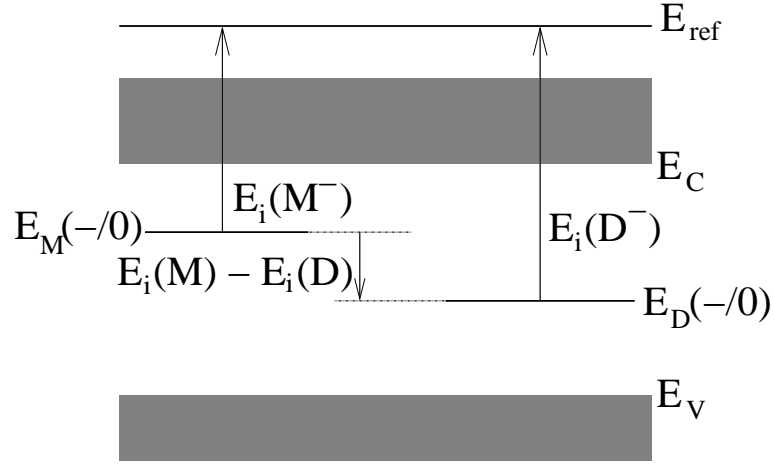 E_ref
E_C
E_i(M⁻)
E_M(−/0)
E_i(D⁻)
E_i(M) − E_i(D)
E_D(−/0)
E_V